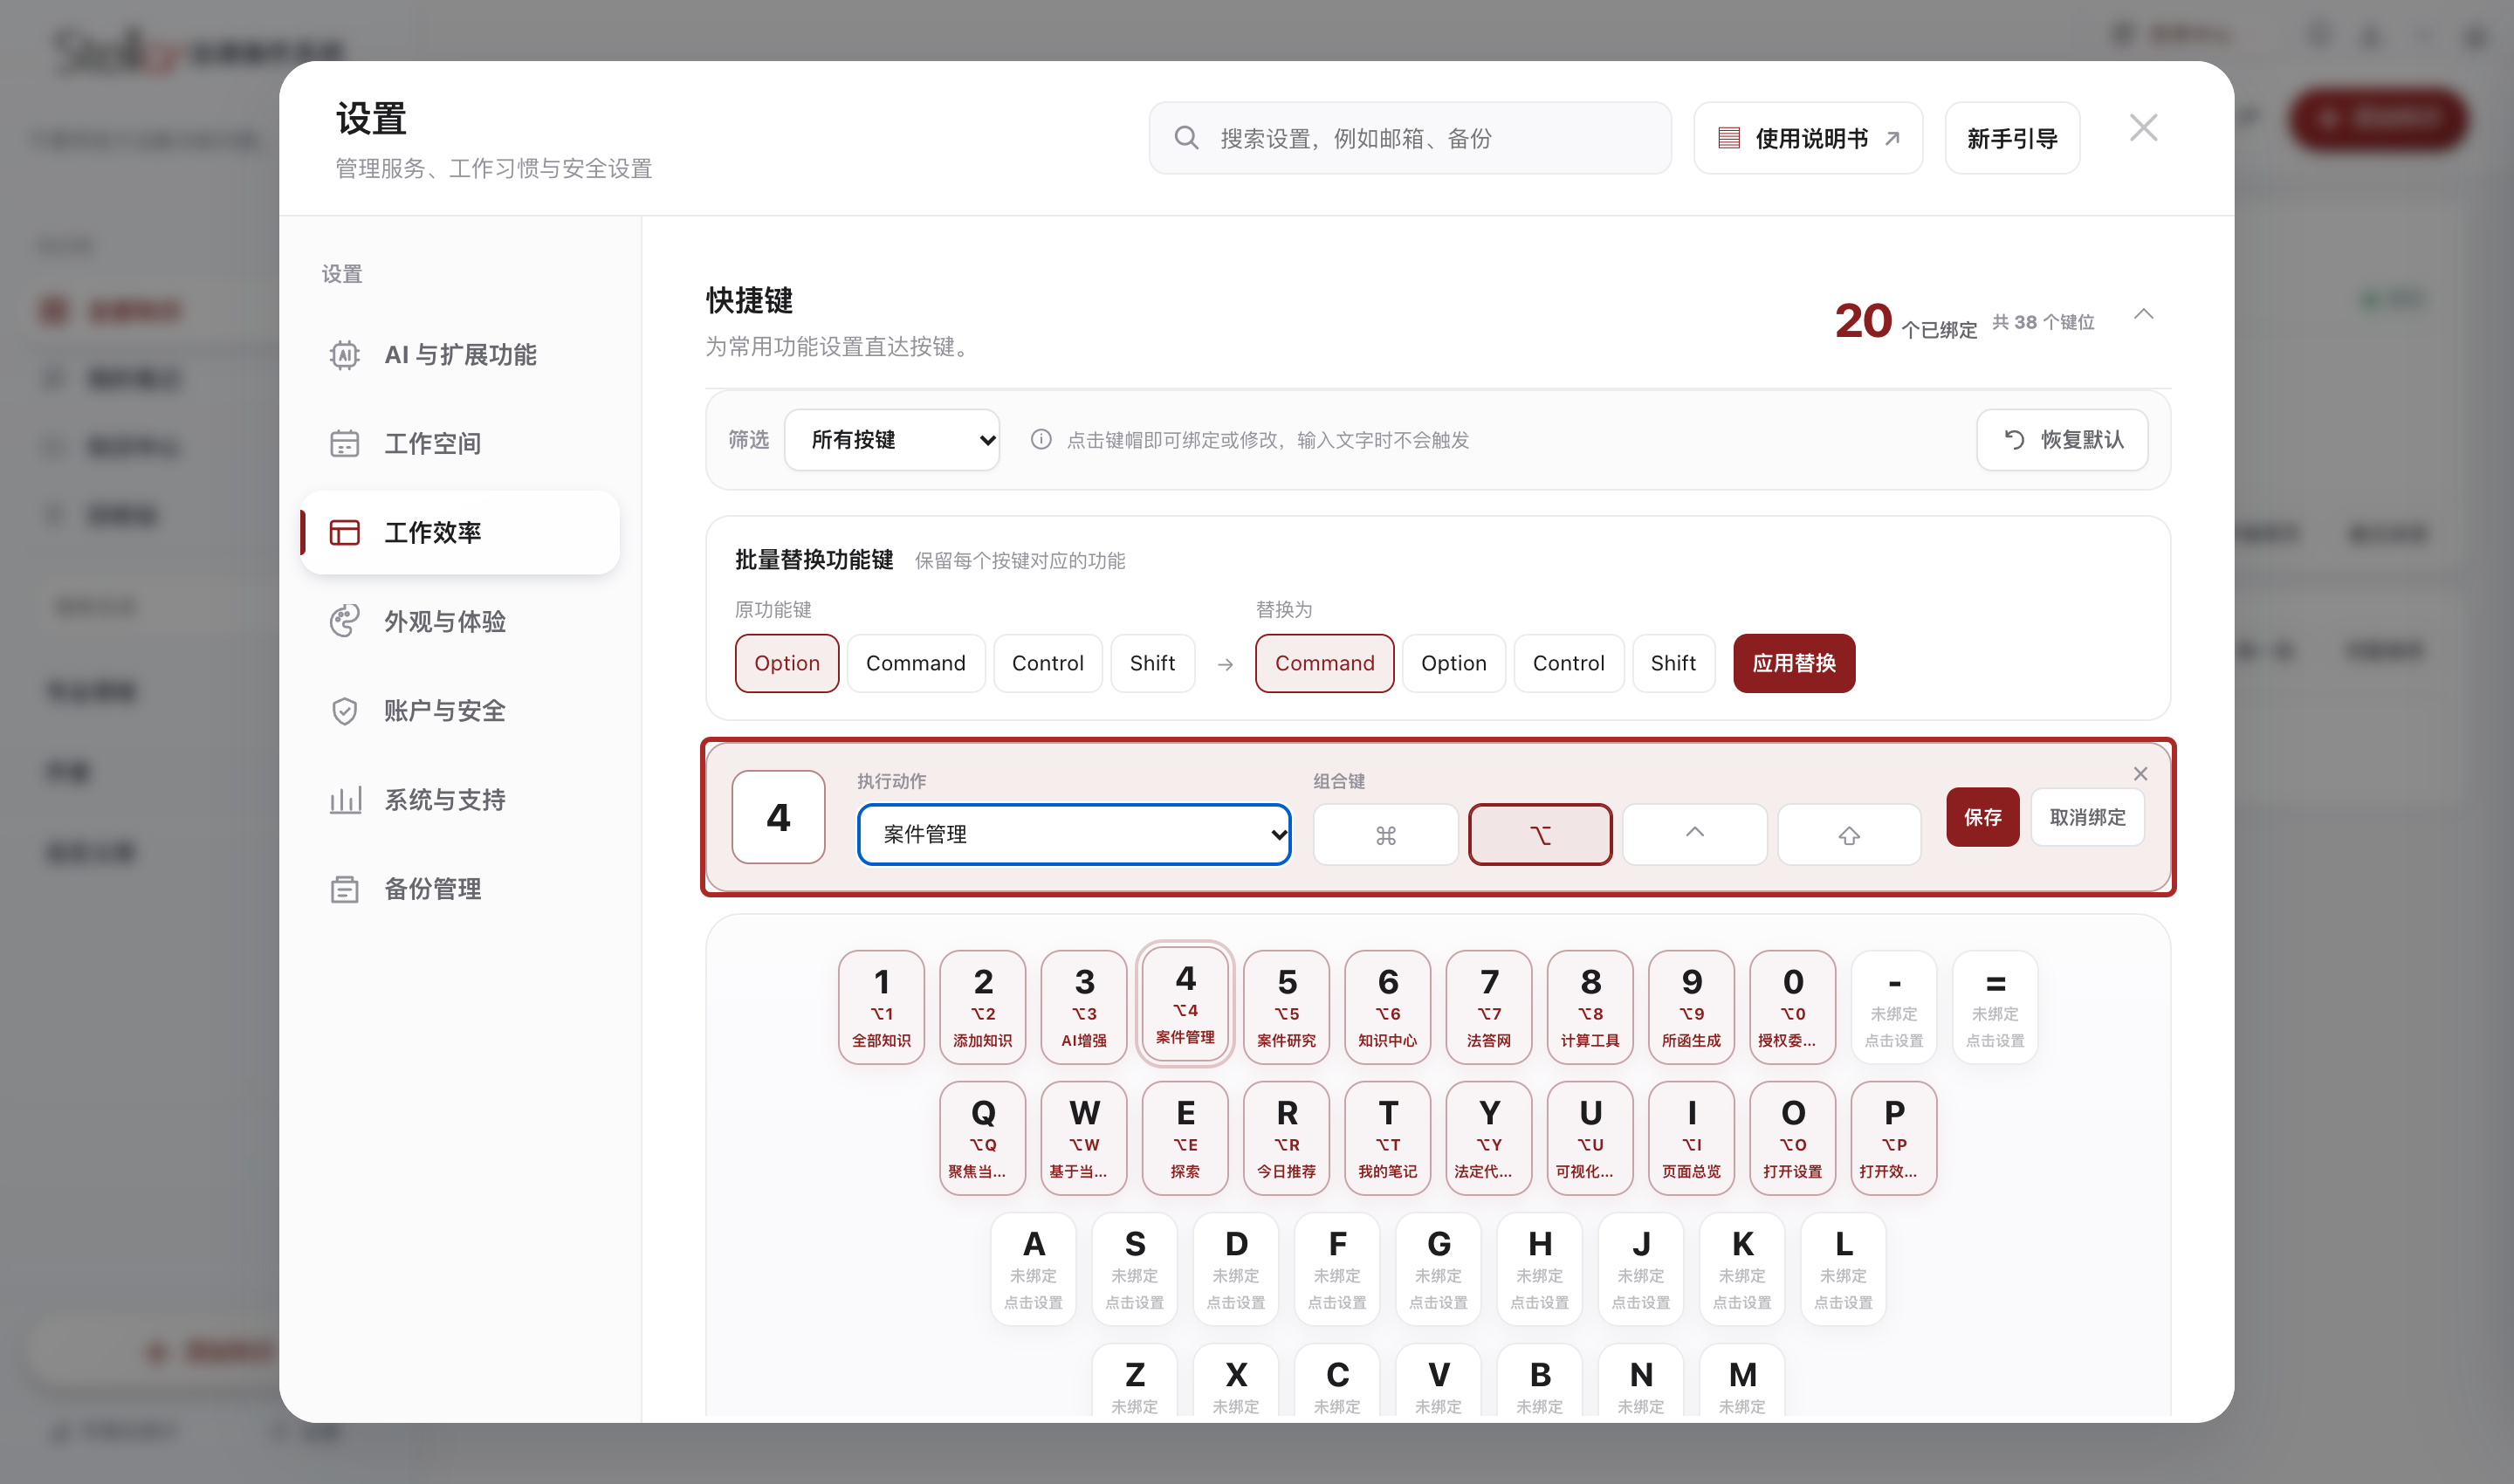 设置
管理服务、工作习惯与安全设置
搜索设置，例如邮箱、备份
使用说明书
新手引导
设置
AI 与扩展功能
工作空间
工作效率
外观与体验
账户与安全
系统与支持
备份管理
快捷键
为常用功能设置直达按键。
20 个已绑定 共 38 个键位
筛选 所有按键 点击键帽即可绑定或修改，输入文字时不会触发 恢复默认
批量替换功能键 保留每个按键对应的功能
原功能键 替换为
Option Command Control Shift → Command Option Control Shift 应用替换
执行动作 组合键
4 案件管理 ⌘ ⌥ ^ ⇧ 保存 取消绑定
1 2 3 4 5 6 7 8 9 0 - =
⌥1 ⌥2 ⌥3 ⌥4 ⌥5 ⌥6 ⌥7 ⌥8 ⌥9 ⌥0 未绑定 未绑定
全部知识 添加知识 AI增强 案件管理 案件研究 知识中心 法答网 计算工具 所函生成 授权委... 点击设置 点击设置
Q W E R T Y U I O P
⌥Q ⌥W ⌥E ⌥R ⌥T ⌥Y ⌥U ⌥I ⌥O ⌥P
聚焦当... 基于当... 探索 今日推荐 我的笔记 法定代... 可视化... 页面总览 打开设置 打开效...
A S D F G H J K L
未绑定 未绑定 未绑定 未绑定 未绑定 未绑定 未绑定 未绑定 未绑定
点击设置 点击设置 点击设置 点击设置 点击设置 点击设置 点击设置 点击设置 点击设置
Z X C V B N M
未绑定 未绑定 未绑定 未绑定 未绑定 未绑定 未绑定